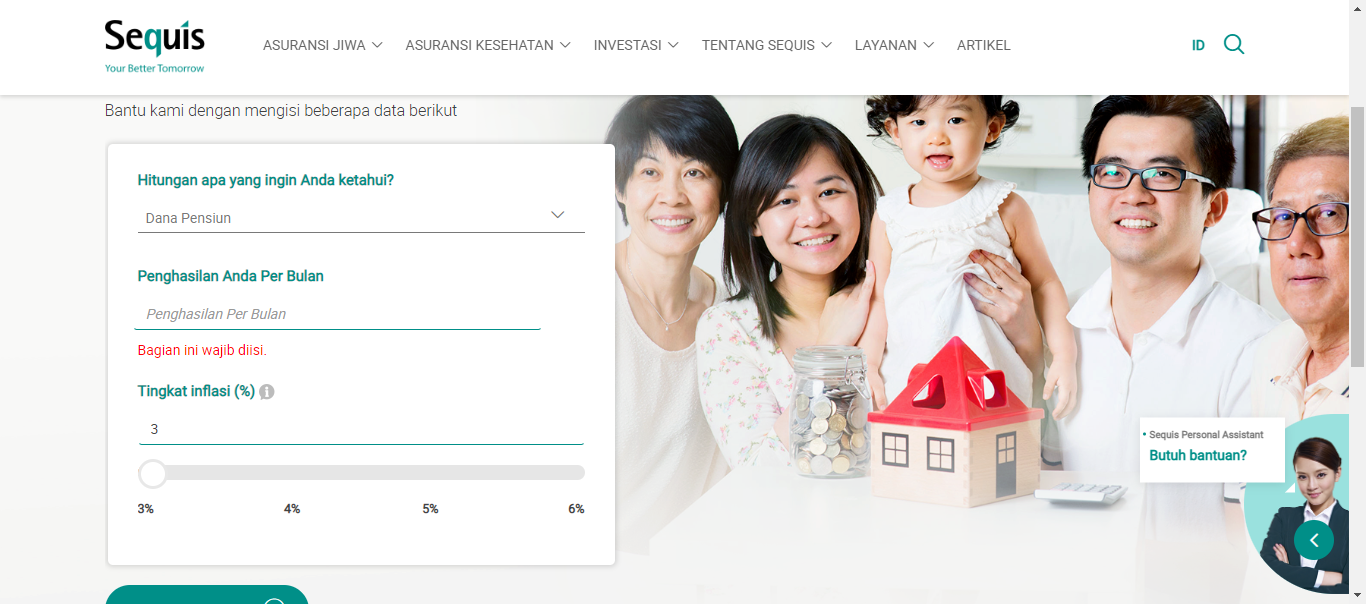 Sequis
Your Better Tomorrow
ASURANSI JIWA
ASURANSI KESEHATAN
INVESTASI
TENTANG SEQUIS
LAYANAN
ARTIKEL
ID
Bantu kami dengan mengisi beberapa data berikut
Hitungan apa yang ingin Anda ketahui?
Dana Pensiun
Penghasilan Anda Per Bulan
Penghasilan Per Bulan
Bagian ini wajib diisi.
Tingkat inflasi (%)
3
3% 4% 5% 6%
Sequis Personal Assistant
Butuh bantuan?